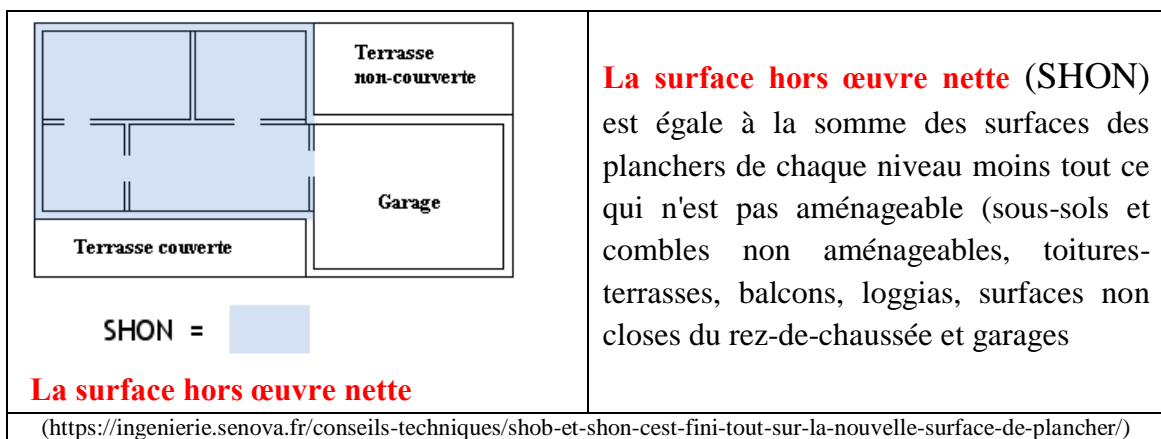 Terrasse
non-courverte
Garage
Terrasse couverte
SHON =
La surface hors œuvre nette
La surface hors œuvre nette (SHON)
est égale à la somme des surfaces des
planchers de chaque niveau moins tout ce
qui n'est pas aménageable (sous-sols et
combles non aménageables, toitures-
terrasses, balcons, loggias, surfaces non
closes du rez-de-chaussée et garages
(https://ingenierie.senova.fr/conseils-techniques/shob-et-shon-cest-fini-tout-sur-la-nouvelle-surface-de-plancher/)